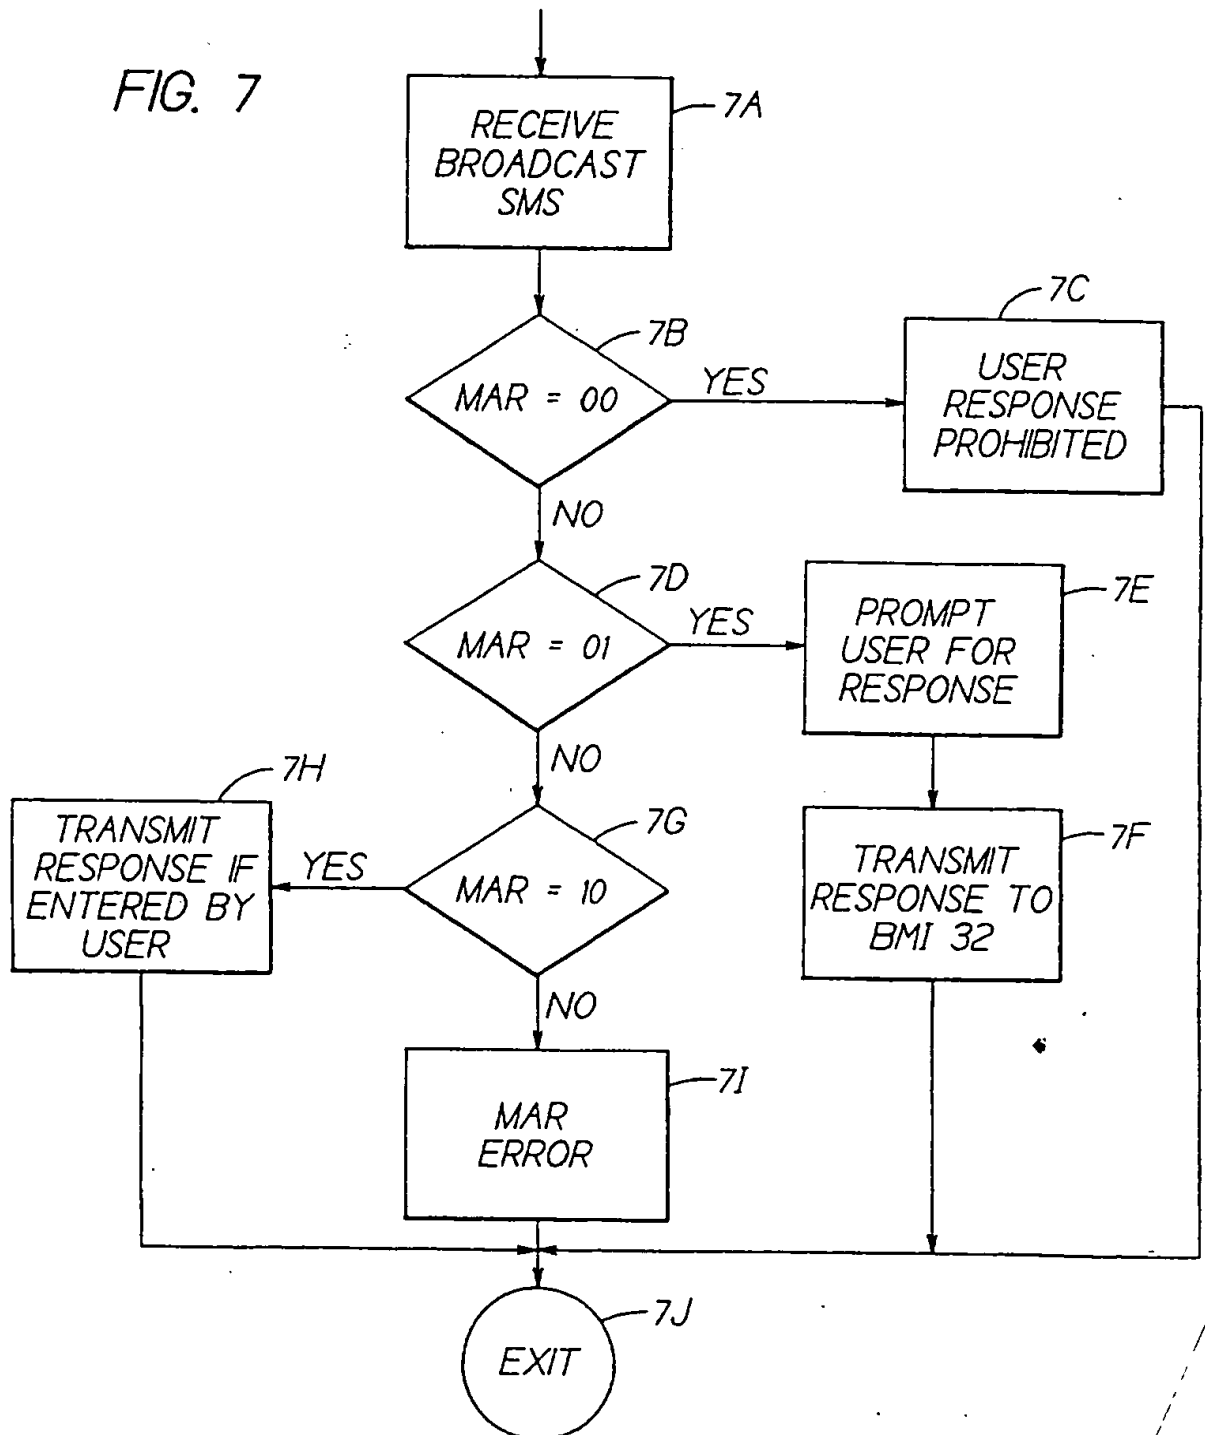 FIG. 7
7A
RECEIVE
BROADCAST
SMS
7B
MAR = 00
YES
7C
USER
RESPONSE
PROHIBITED
NO
7D
MAR = 01
YES
7E
PROMPT
USER FOR
RESPONSE
NO
7H
TRANSMIT
RESPONSE IF
ENTERED BY
USER
YES
7G
MAR = 10
7F
TRANSMIT
RESPONSE TO
BMI 32
NO
7I
MAR
ERROR
7J
EXIT